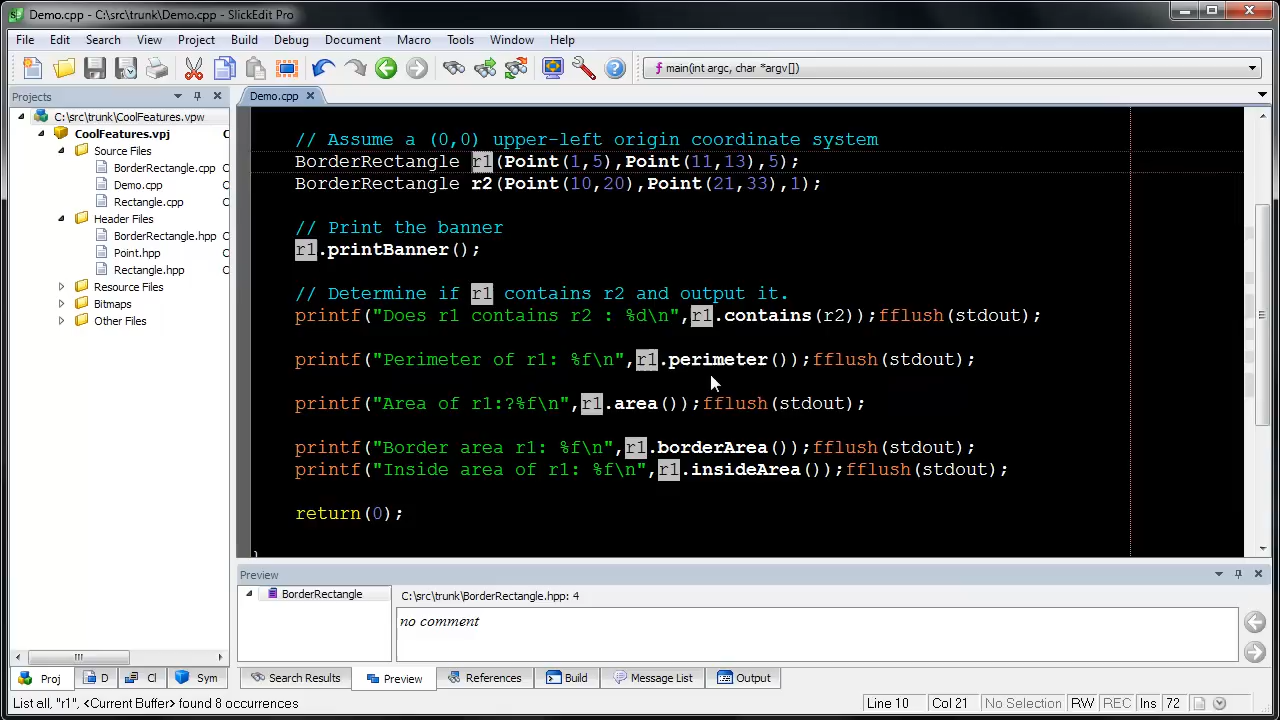 Demo.cpp - C:\src\trunk\Demo.cpp - SlickEdit Pro
File Edit Search View Project Build Debug Document Macro Tools Window Help
main(int argc, char *argv[])
Projects
Demo.cpp
C:\src\trunk\CoolFeatures.vpw
CoolFeatures.vpj C
Source Files
BorderRectangle.cpp C
Demo.cpp C
Rectangle.cpp C
Header Files
BorderRectangle.hpp C
Point.hpp C
Rectangle.hpp C
Resource Files
Bitmaps
Other Files
// Assume a (0,0) upper-left origin coordinate system
BorderRectangle r1(Point(1,5),Point(11,13),5);
BorderRectangle r2(Point(10,20),Point(21,33),1);
// Print the banner
r1.printBanner();
// Determine if r1 contains r2 and output it.
printf("Does r1 contains r2 : %d\n",r1.contains(r2));fflush(stdout);
printf("Perimeter of r1: %f\n",r1.perimeter());fflush(stdout);
printf("Area of r1:?%f\n",r1.area());fflush(stdout);
printf("Border area r1: %f\n",r1.borderArea());fflush(stdout);
printf("Inside area of r1: %f\n",r1.insideArea());fflush(stdout);
return(0);
}
Preview
BorderRectangle
C:\src\trunk\BorderRectangle.hpp: 4
no comment
Proj D Cl Sym
Search Results Preview References Build Message List Output
List all, "r1", <Current Buffer> found 8 occurrences
Line 10 Col 21 No Selection RW REC Ins 72